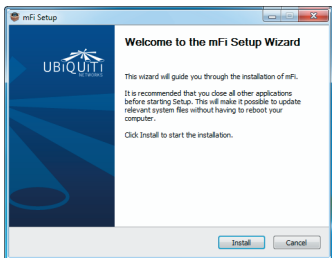 mFi Setup
Welcome to the mFi Setup Wizard
UBiQUiTi
NETWORKS
This wizard will guide you through the installation of mFi.
It is recommended that you close all other applications
before starting Setup. This will make it possible to update
relevant system files without having to reboot your
computer.
Click Install to start the installation.
Install
Cancel